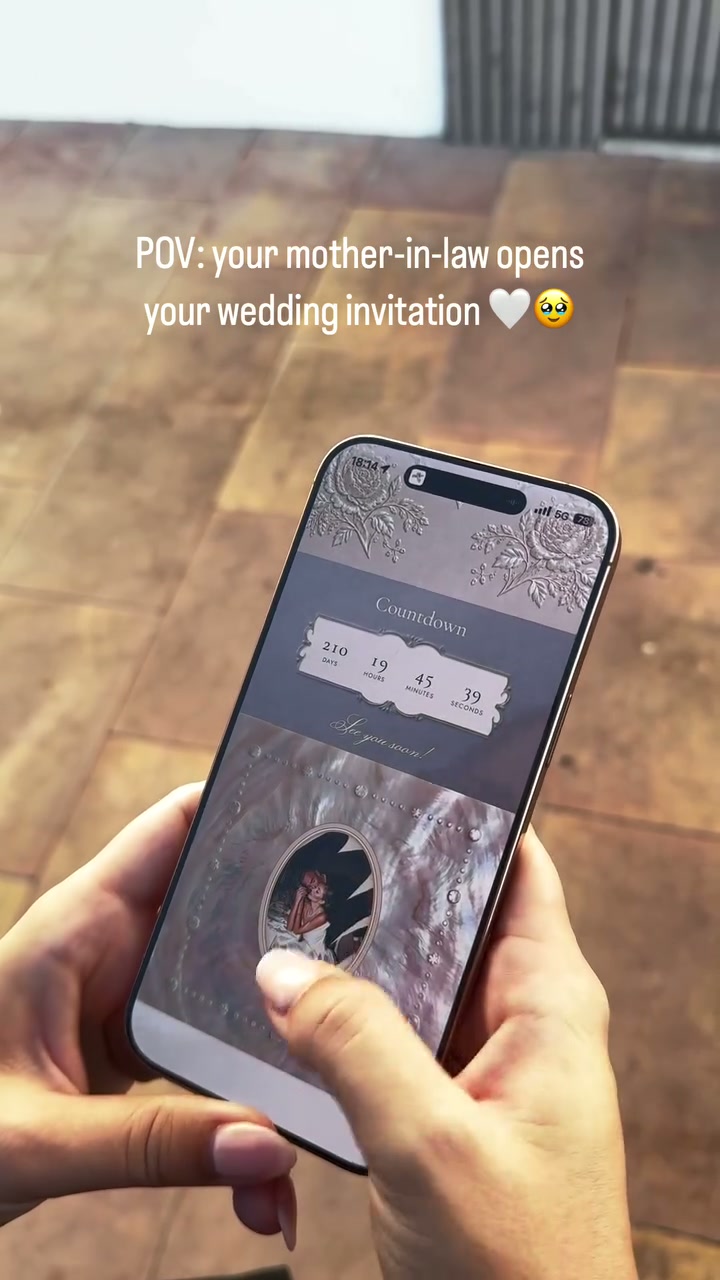 POV: your mother-in-law opens
your wedding invitation 🤍🥹
18:14
5G 78
Countdown
210 19 45 39
DAYS HOURS MINUTES SECONDS
See you soon!